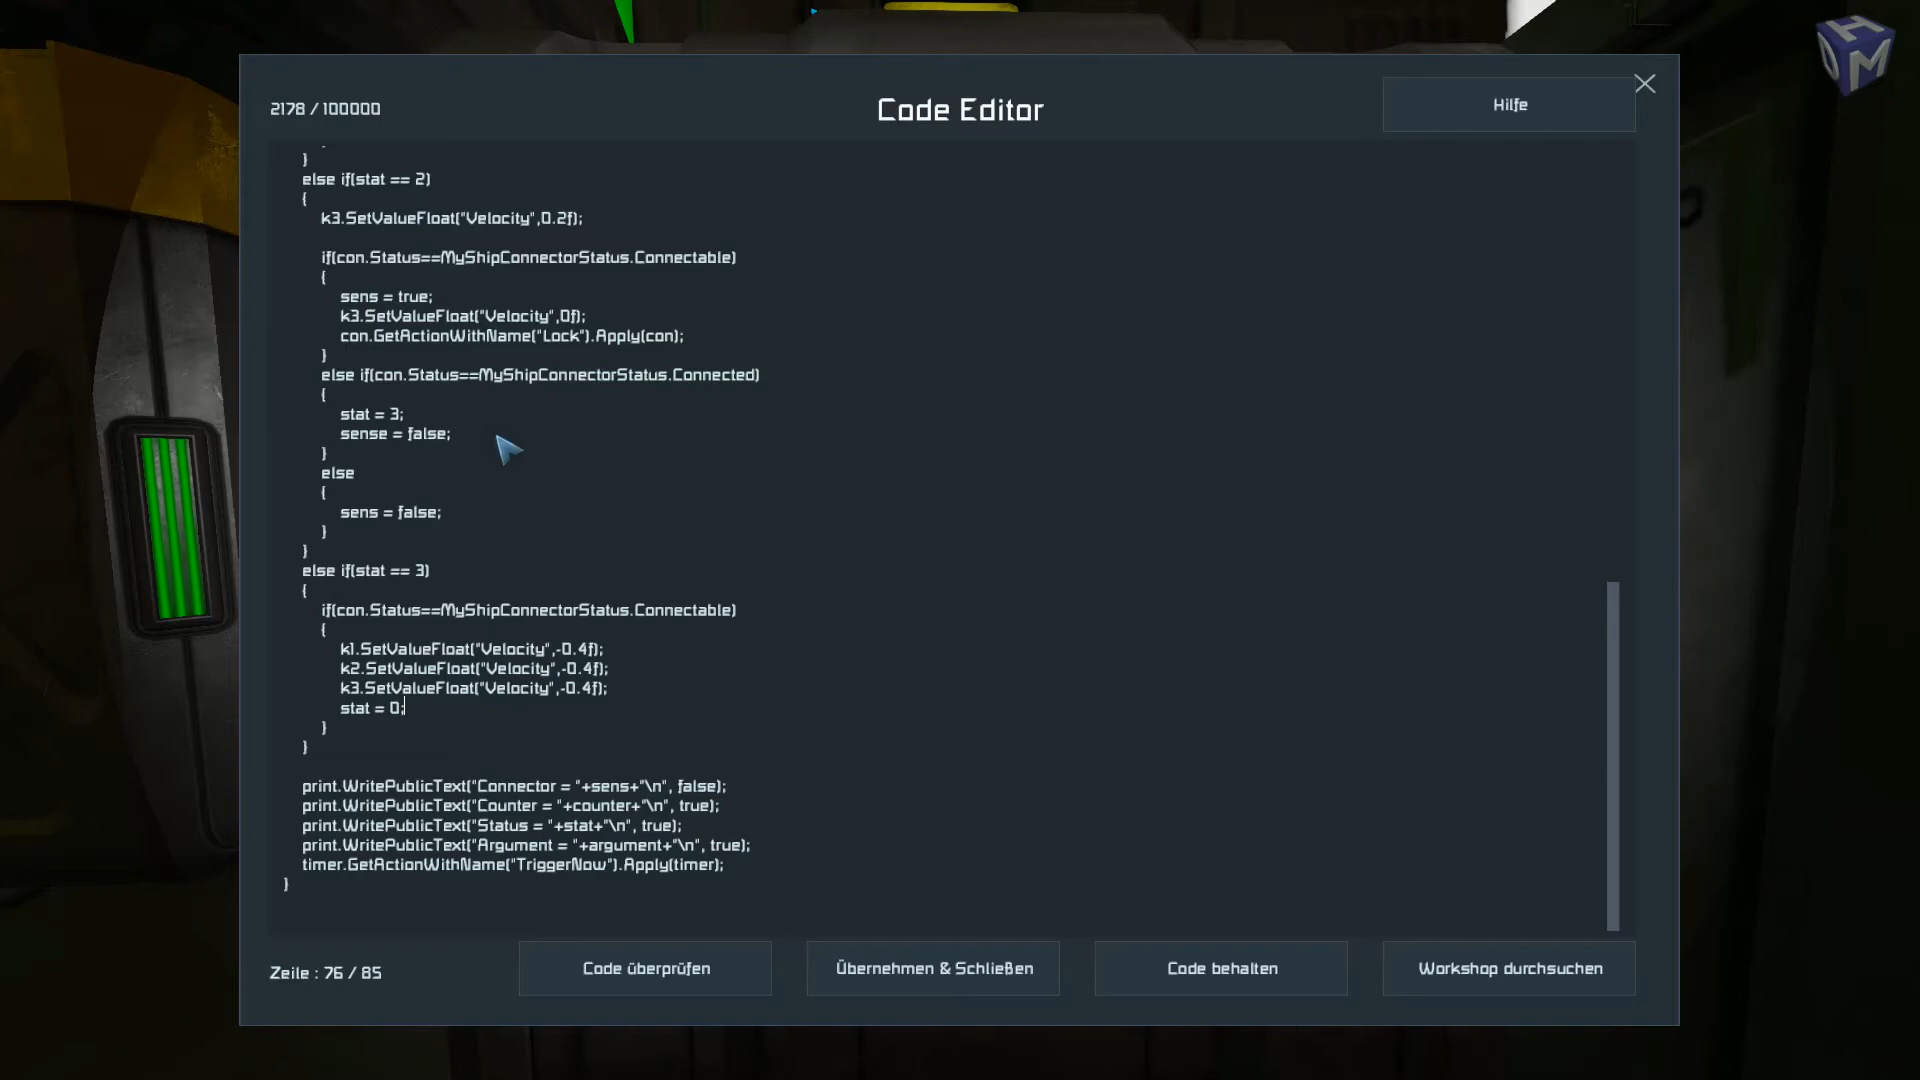 2178 / 100000
Code Editor
Hilfe
}
else if(stat == 2)
{
k3.SetValueFloat("Velocity",0.2f);
if(con.Status==MyShipConnectorStatus.Connectable)
{
sens = true;
k3.SetValueFloat("Velocity",0f);
con.GetActionWithName("Lock").Apply(con);
}
else if(con.Status==MyShipConnectorStatus.Connected)
{
stat = 3;
sense = false;
}
else
{
sens = false;
}
}
else if(stat == 3)
{
if(con.Status==MyShipConnectorStatus.Connectable)
{
k1.SetValueFloat("Velocity",-0.4f);
k2.SetValueFloat("Velocity",-0.4f);
k3.SetValueFloat("Velocity",-0.4f);
stat = 0;
}
}
print.WritePublicText("Connector = "+sens+"\n", false);
print.WritePublicText("Counter = "+counter+"\n", true);
print.WritePublicText("Status = "+stat+"\n", true);
print.WritePublicText("Argument = "+argument+"\n", true);
timer.GetActionWithName("TriggerNow").Apply(timer);
}
Zeile : 76 / 85
Code überprüfen
Übernehmen & Schließen
Code behalten
Workshop durchsuchen
DHM